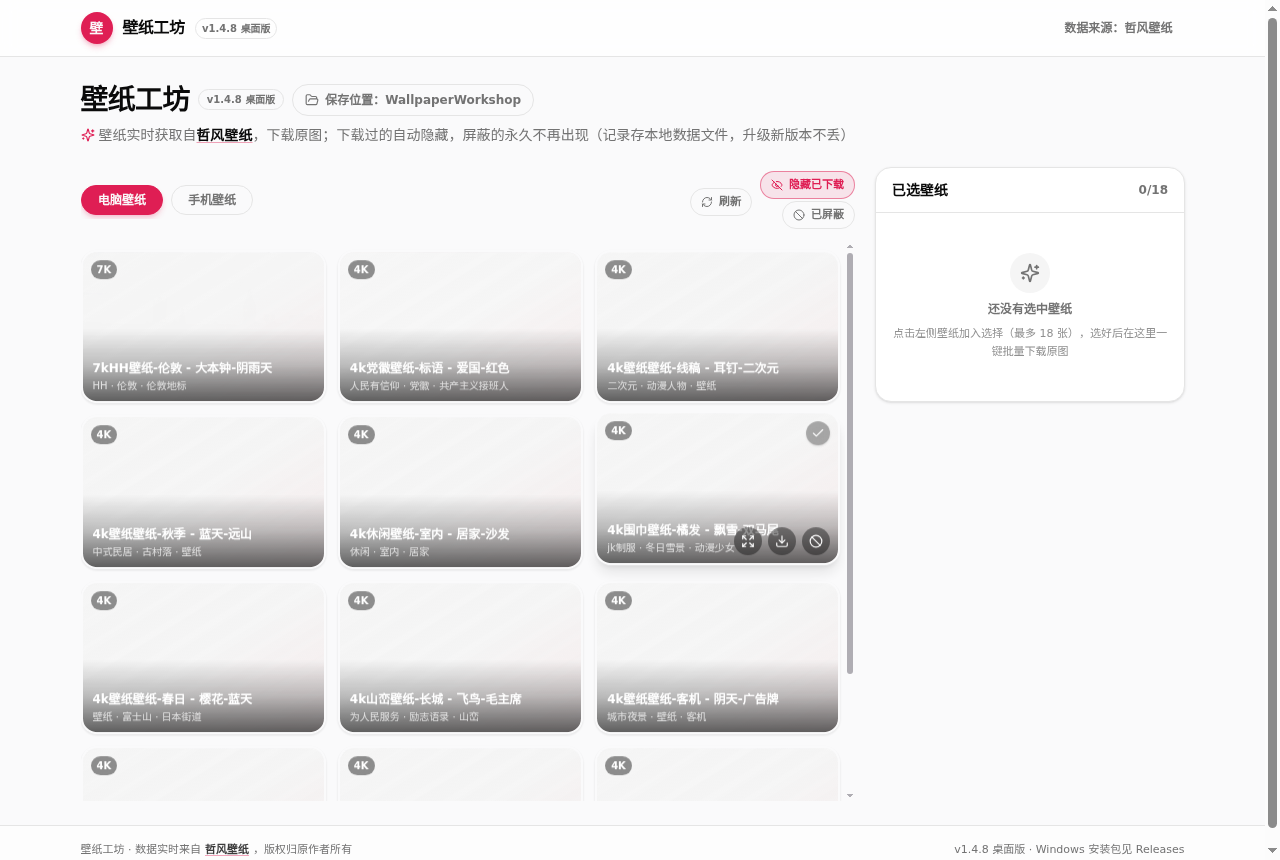 壁 壁纸工坊 v1.4.8 桌面版 数据来源：哲风壁纸
壁纸工坊 v1.4.8 桌面版 保存位置：WallpaperWorkshop
壁纸实时获取自哲风壁纸，下载原图；下载过的自动隐藏，屏蔽的永久不再出现（记录存本地数据文件，升级新版本不丢）
电脑壁纸 手机壁纸 刷新 隐藏已下载
已屏蔽
已选壁纸 0/18
还没有选中壁纸
点击左侧壁纸加入选择（最多 18 张），选好后在这里一
键批量下载原图
7K 4K 4K
7kHH壁纸-伦敦 - 大本钟-阴雨天 4k党徽壁纸-标语 - 爱国-红色 4k壁纸壁纸-线稿 - 耳钉-二次元
HH · 伦敦 · 伦敦地标 人民有信仰 · 党徽 · 共产主义接班人 二次元 · 动漫人物 · 壁纸
4K 4K 4K
4k壁纸壁纸-秋季 - 蓝天-远山 4k休闲壁纸-室内 - 居家-沙发 4k围巾壁纸-橘发 - 飘雪-双马尾
中式民居 · 古村落 · 壁纸 休闲 · 室内 · 居家 jk制服 · 冬日雪景 · 动漫少女
4K 4K 4K
4k壁纸壁纸-春日 - 樱花-蓝天 4k山峦壁纸-长城 - 飞鸟-毛主席 4k壁纸壁纸-客机 - 阴天-广告牌
壁纸 · 富士山 · 日本街道 为人民服务 · 励志语录 · 山峦 城市夜景 · 壁纸 · 客机
4K 4K 4K
壁纸工坊 · 数据实时来自 哲风壁纸 ，版权归原作者所有 v1.4.8 桌面版 · Windows 安装包见 Releases